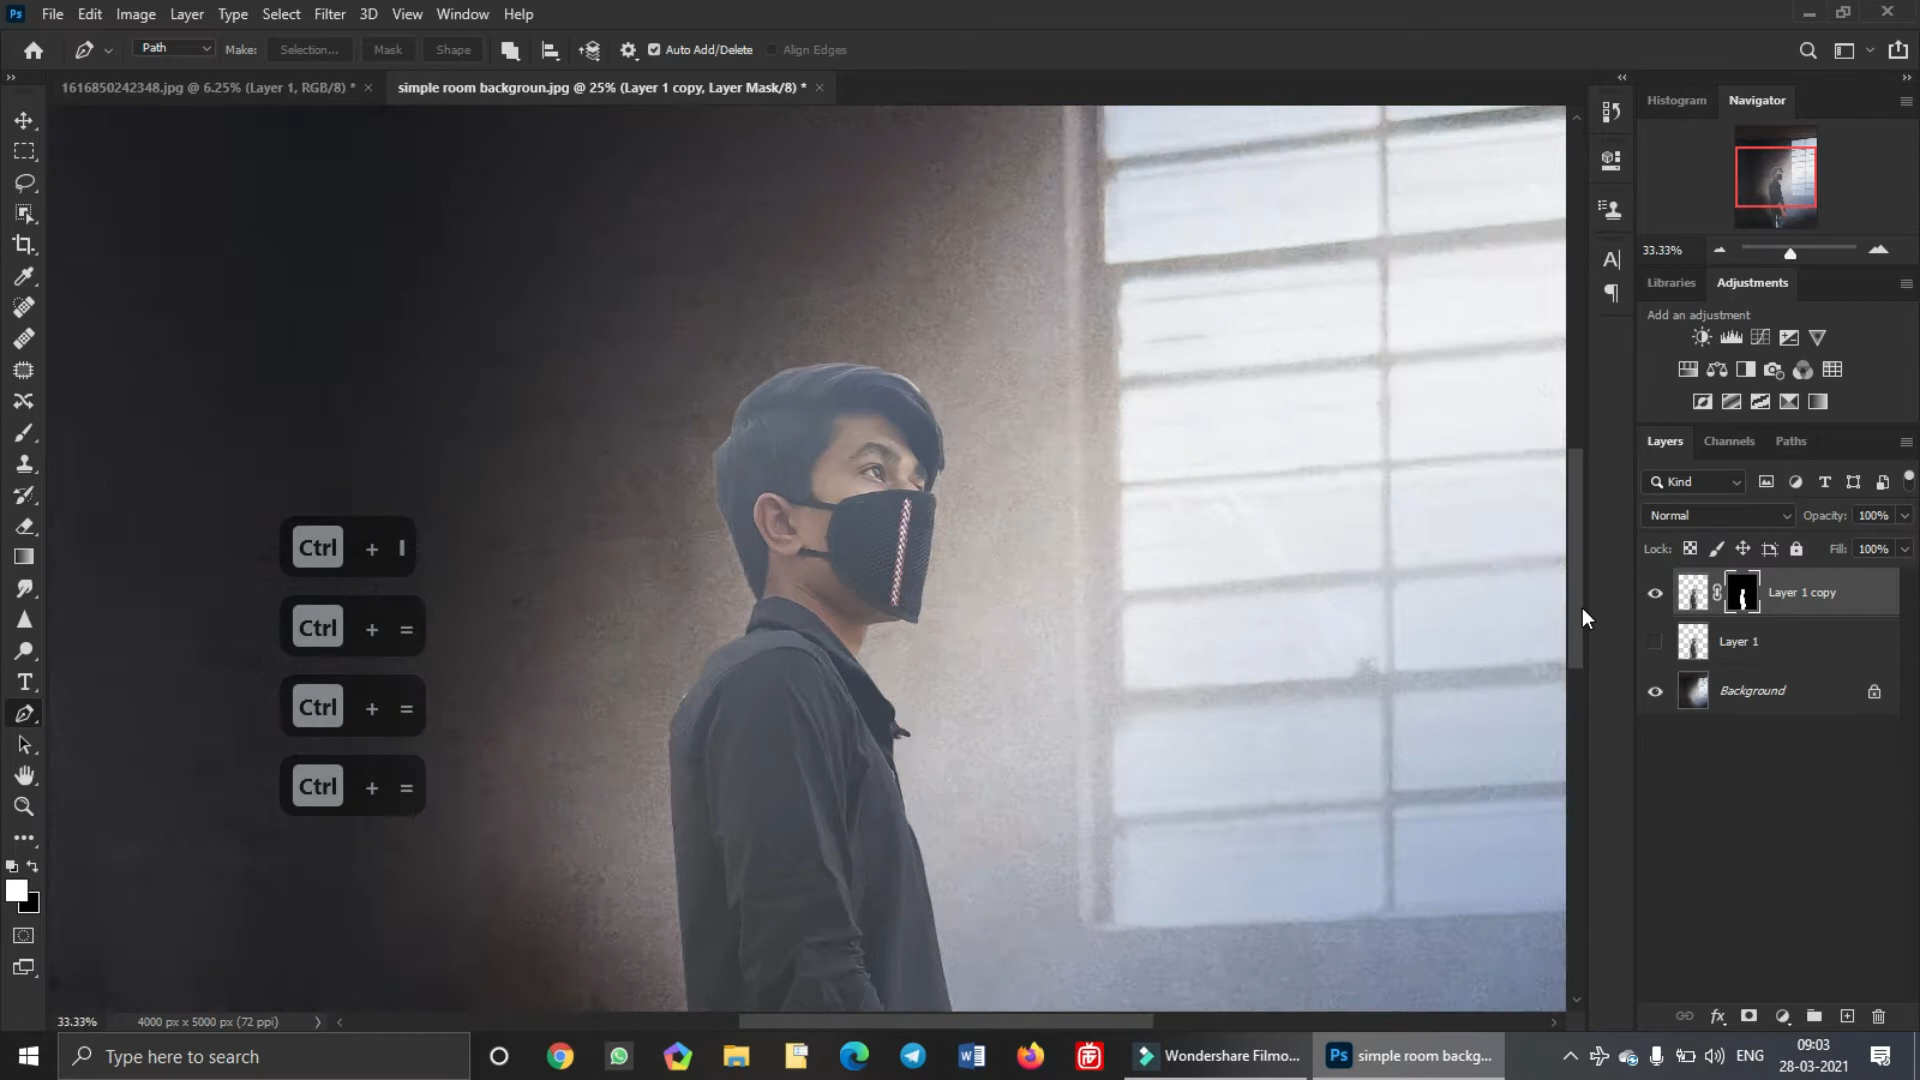 Ps File Edit Image Layer Type Select Filter 3D View Window Help
Path Make: Selection... Mask Shape Auto Add/Delete Align Edges
1616850242348.jpg @ 6.25% (Layer 1, RGB/8) * simple room backgroun.jpg @ 25% (Layer 1 copy, Layer Mask/8) *
Histogram Navigator
33.33%
Libraries Adjustments
Add an adjustment
Layers Channels Paths
Kind
Normal Opacity: 100%
Lock: Fill: 100%
Layer 1 copy
Layer 1
Background
Ctrl + I
Ctrl + =
Ctrl + =
Ctrl + =
33.33% 4000 px x 5000 px (72 ppi)
Type here to search
Wondershare Filmo...
Ps simple room backg...
ENG
09:03
28-03-2021